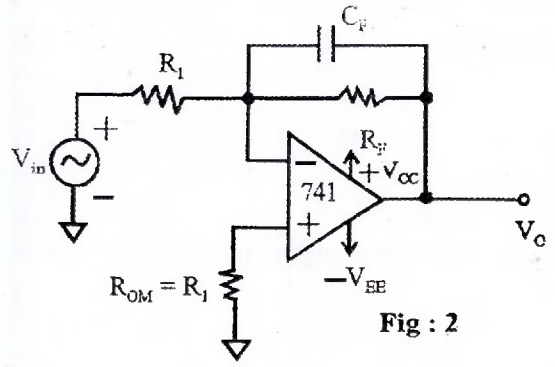 C_F
R_1
V_in
+
−
−
+
741
R_F
+V_CC
−V_EE
V_O
R_OM = R_1
Fig : 2